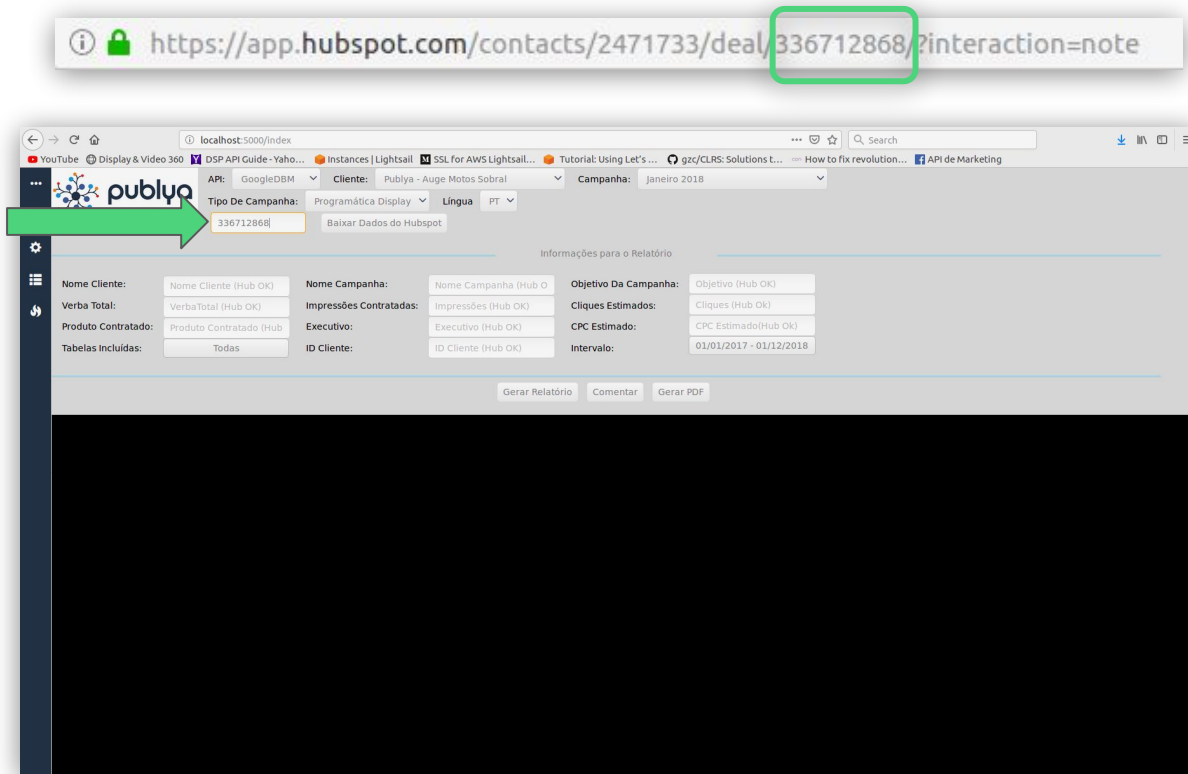 https://app.hubspot.com/contacts/2471733/deal/336712868/?interaction=note
localhost:5000/index
Search
YouTube Display & Video 360 DSP API Guide - Yaho... Instances | Lightsail SSL for AWS Lightsail... Tutorial: Using Let's ... gzc/CLRS: Solutions t... How to fix revolution... API de Marketing
publya
API: GoogleDBM Cliente: Publya - Auge Motos Sobral Campanha: Janeiro 2018
Tipo De Campanha: Programática Display Língua PT
336712868 Baixar Dados do Hubspot
Informações para o Relatório
Nome Cliente: Nome Cliente (Hub OK) Nome Campanha: Nome Campanha (Hub O Objetivo Da Campanha: Objetivo (Hub OK)
Verba Total: VerbaTotal (Hub OK) Impressões Contratadas: Impressões (Hub OK) Cliques Estimados: Cliques (Hub Ok)
Produto Contratado: Produto Contratado (Hub Executivo: Executivo (Hub OK) CPC Estimado: CPC Estimado(Hub Ok)
Tabelas Incluídas: Todas ID Cliente: ID Cliente (Hub OK) Intervalo: 01/01/2017 - 01/12/2018
Gerar Relatório Comentar Gerar PDF